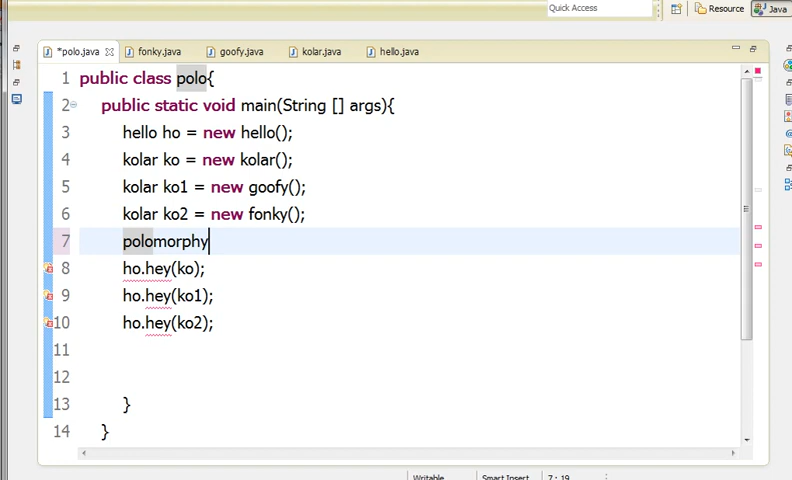 Quick Access
Resource
Java
*polo.java
fonky.java
goofy.java
kolar.java
hello.java
1 public class polo{
2 public static void main(String [] args){
3 hello ho = new hello();
4 kolar ko = new kolar();
5 kolar ko1 = new goofy();
6 kolar ko2 = new fonky();
7 polomorphy
8 ho.hey(ko);
9 ho.hey(ko1);
10 ho.hey(ko2);
11
12
13 }
14 }
Writable
Smart Insert
7 : 19